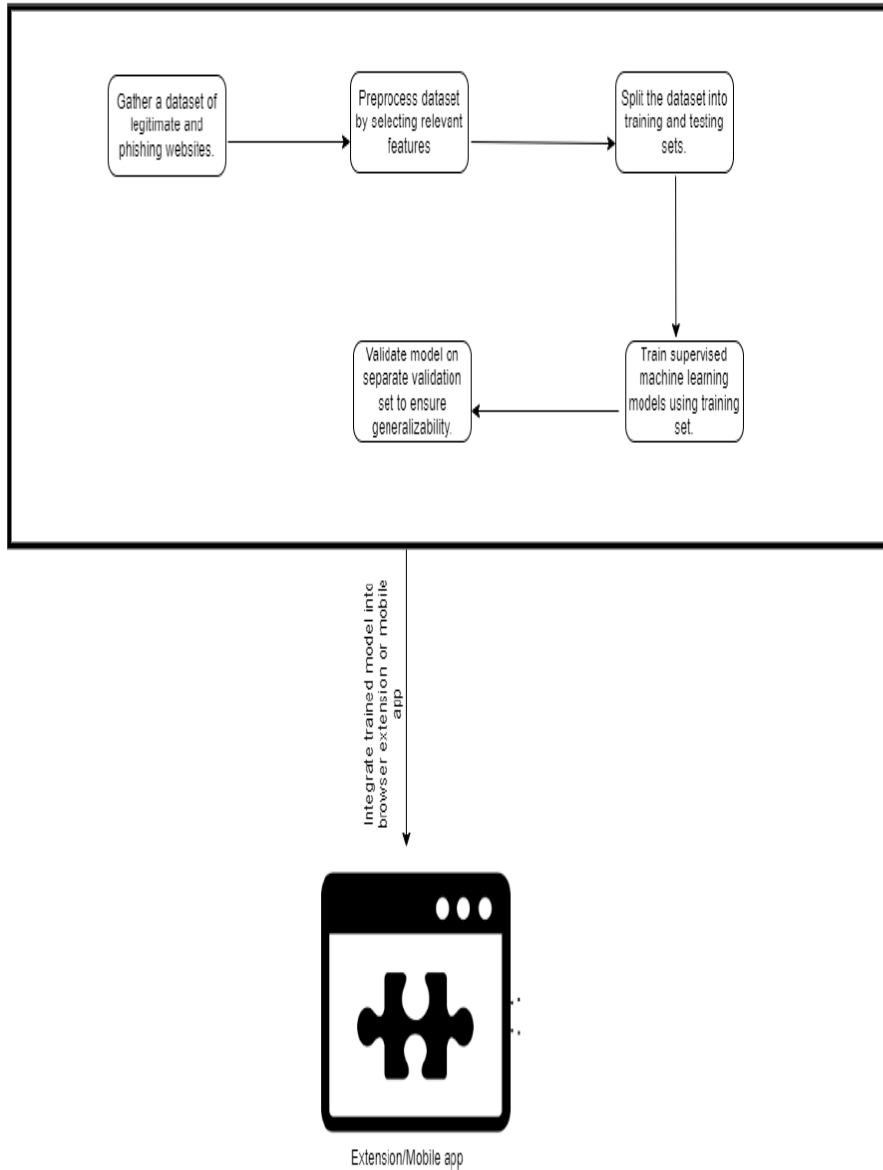 Gather a dataset of
legitimate and
phishing websites.
Preprocess dataset
by selecting relevent
features
Split the dataset into
training and testing
sets.
Train supervised
machine learning
models using training
set.
Validate model on
separate validation
set to ensure
generalizability.
Integrate trained model into
browser extension or mobile
app
Extension/Mobile app